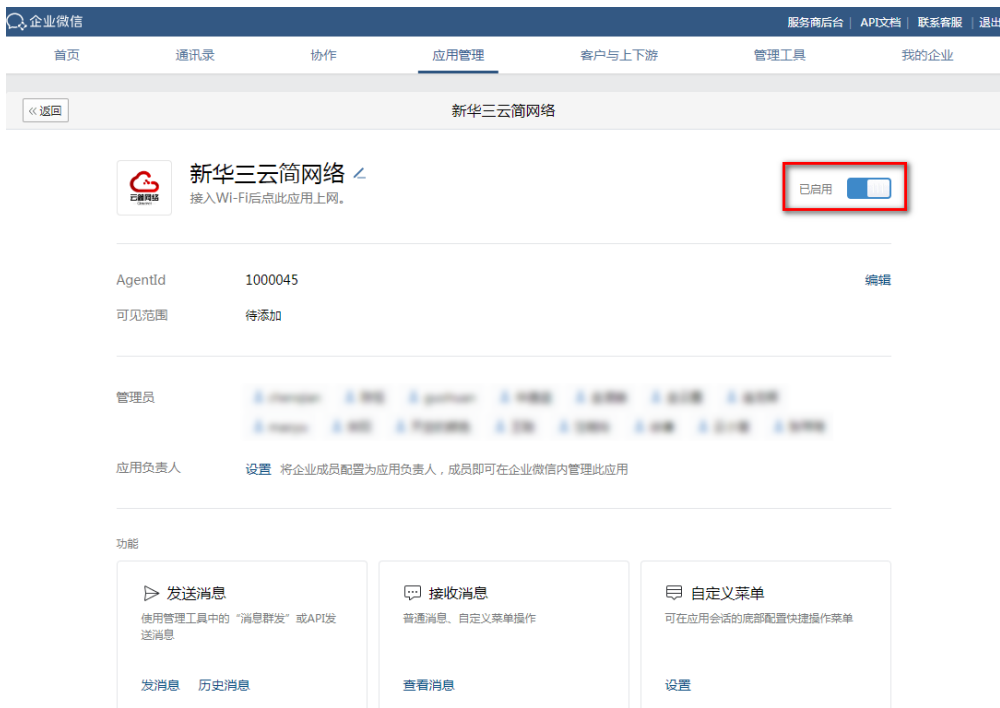 企业微信
服务商后台 | API文档 | 联系客服 | 退出
首页 通讯录 协作 应用管理 客户与上下游 管理工具 我的企业
«返回
新华三云简网络
云简网络
新华三云简网络
接入Wi-Fi后点此应用上网。
已启用
AgentId 1000045 编辑
可见范围 待添加
管理员
应用负责人 设置 将企业成员配置为应用负责人，成员即可在企业微信内管理此应用
功能
发送消息
使用管理工具中的“消息群发”或API发
送消息
发消息 历史消息
接收消息
普通消息、自定义菜单操作
查看消息
自定义菜单
可在应用会话的底部配置快捷操作菜单
设置